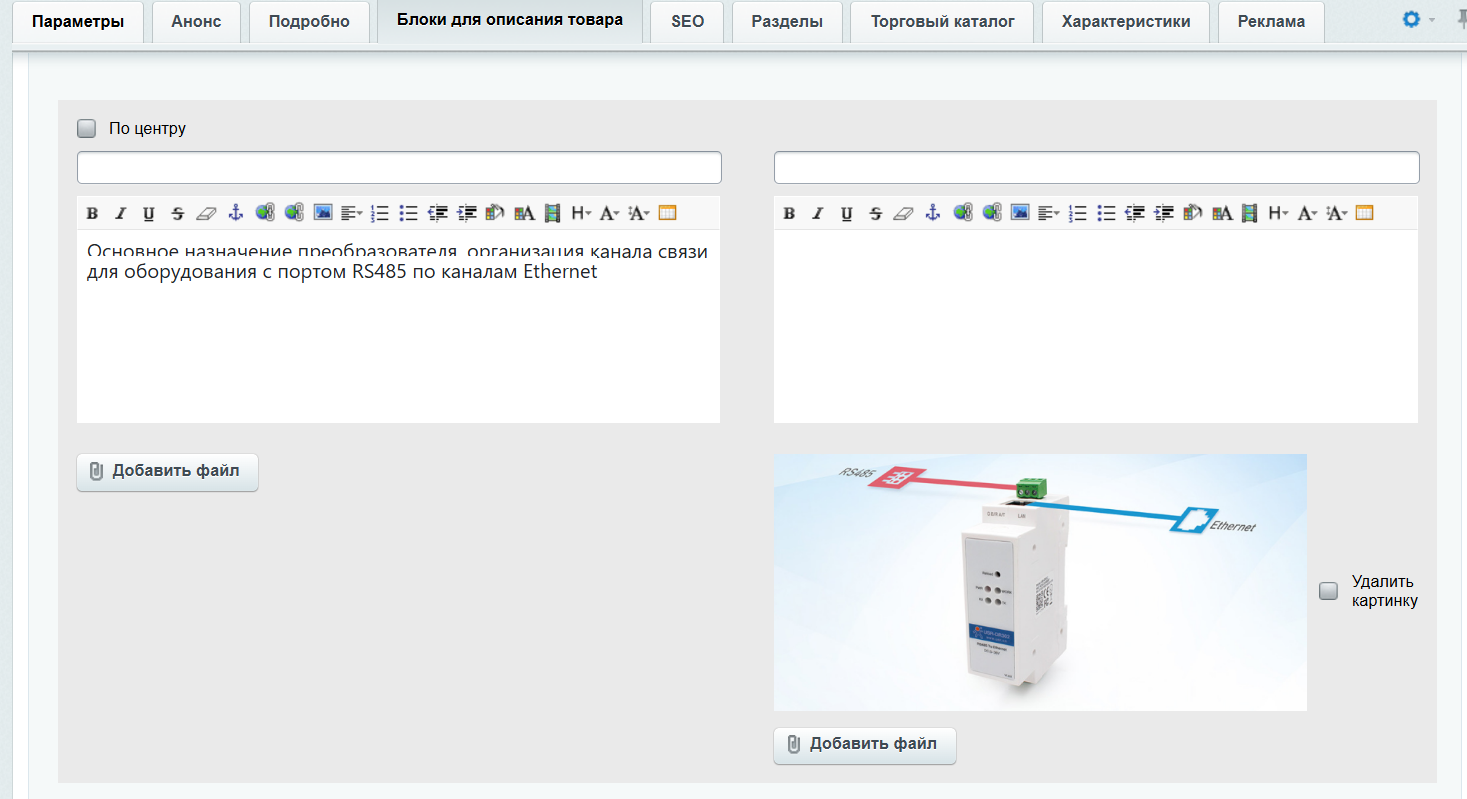 Параметры
Анонс
Подробно
Блоки для описания товара
SEO
Разделы
Торговый каталог
Характеристики
Реклама
По центру
Основное назначение преобразователя, организация канала связи
для оборудования с портом RS485 по каналам Ethernet
Добавить файл
RS485
Ethernet
Удалить
картинку
Добавить файл